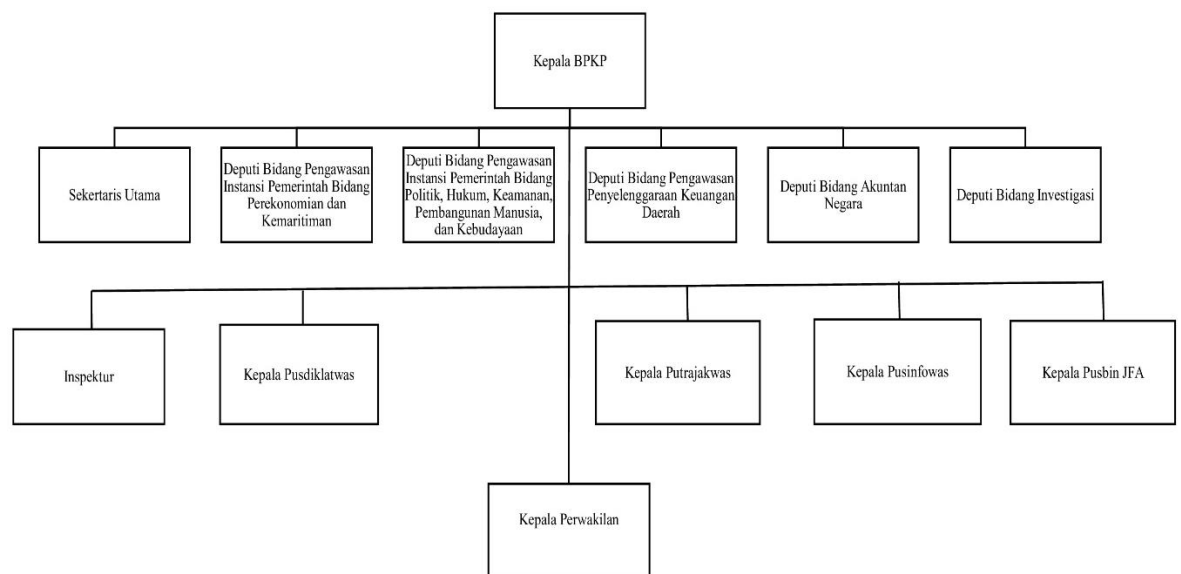 Kepala BPKP
Sekertaris Utama
Deputi Bidang Pengawasan
Instansi Pemerintah Bidang
Perekonomian dan
Kemaritiman
Deputi Bidang Pengawasan
Instansi Pemerintah Bidang
Politik, Hukum, Keamanan,
Pembangunan Manusia,
dan Kebudayaan
Deputi Bidang Pengawasan
Penyelenggaraan Keuangan
Daerah
Deputi Bidang Akuntan
Negara
Deputi Bidang Investigasi
Inspektur
Kepala Pusdiklatwas
Kepala Putrajakwas
Kepala Pusinfowas
Kepala Pusbin JFA
Kepala Perwakilan